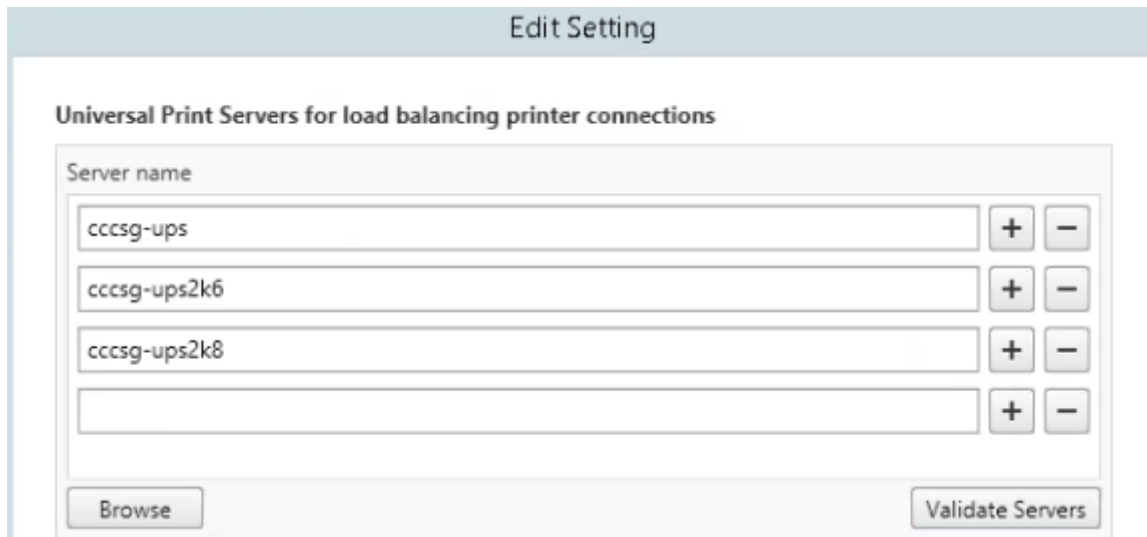 Edit Setting
Universal Print Servers for load balancing printer connections
Server name
cccsg-ups + −
cccsg-ups2k6 + −
cccsg-ups2k8 + −
+ −
Browse Validate Servers